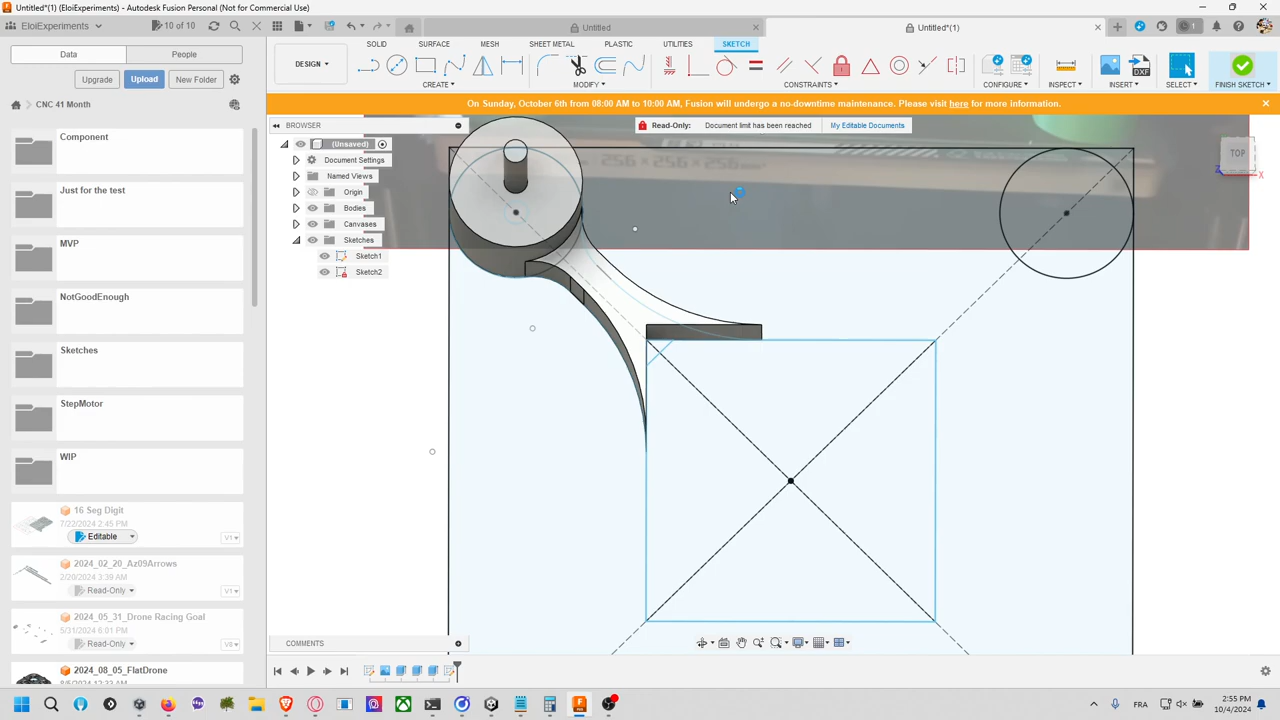 Untitled*(1) (EloiExperiments) - Autodesk Fusion Personal (Not for Commercial Use)
EloiExperiments
10 of 10
Untitled
Untitled*(1)
1
Data
People
SOLID
SURFACE
MESH
SHEET METAL
PLASTIC
UTILITIES
SKETCH
DESIGN
CREATE
MODIFY
CONSTRAINTS
CONFIGURE
INSPECT
INSERT
SELECT
FINISH SKETCH
Upgrade
Upload
New Folder
CNC 41 Month
On Sunday, October 6th from 08:00 AM to 10:00 AM, Fusion will undergo a no-downtime maintenance. Please visit here for more information.
BROWSER
Read-Only: Document limit has been reached
My Editable Documents
(Unsaved)
Document Settings
Named Views
Origin
Bodies
Canvases
Sketches
Sketch1
Sketch2
TOP
Z
X
Component
Just for the test
MVP
NotGoodEnough
Sketches
StepMotor
WIP
16 Seg Digit
7/22/2024 2:45 PM
Editable
V1
2024_02_20_Az09Arrows
2/20/2024 3:39 AM
Read-Only
V1
2024_05_31_Drone Racing Goal
5/31/2024 6:01 PM
Read-Only
V8
2024_08_05_FlatDrone
COMMENTS
FRA
2:55 PM
10/4/2024